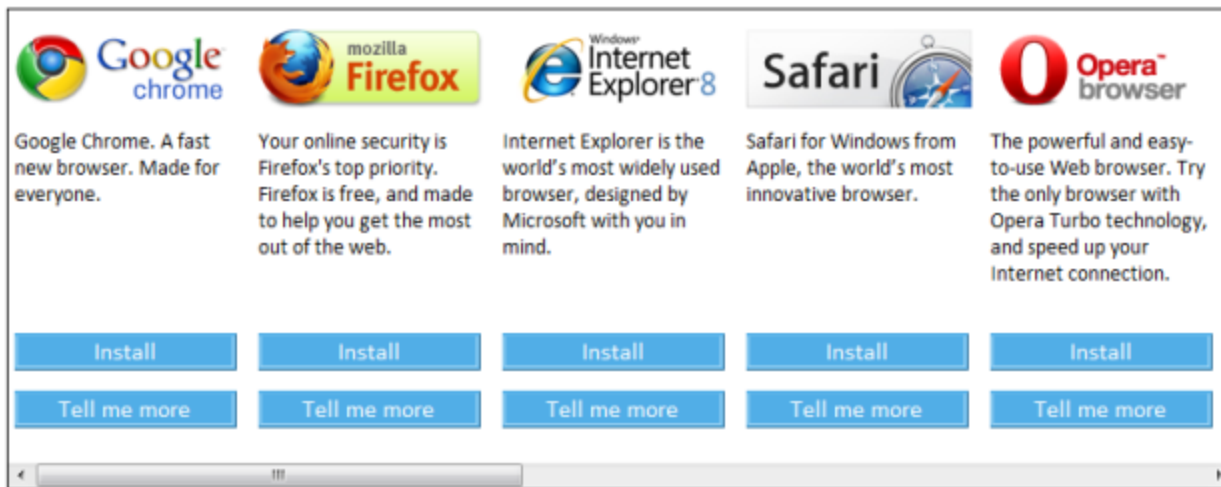 Google
chrome
Google Chrome. A fast
new browser. Made for
everyone.
Install
Tell me more
mozilla
Firefox
Your online security is
Firefox's top priority.
Firefox is free, and made
to help you get the most
out of the web.
Install
Tell me more
Windows
Internet
Explorer 8
Internet Explorer is the
world's most widely used
browser, designed by
Microsoft with you in
mind.
Install
Tell me more
Safari
Safari for Windows from
Apple, the world's most
innovative browser.
Install
Tell me more
Opera™
browser
The powerful and easy-
to-use Web browser. Try
the only browser with
Opera Turbo technology,
and speed up your
Internet connection.
Install
Tell me more